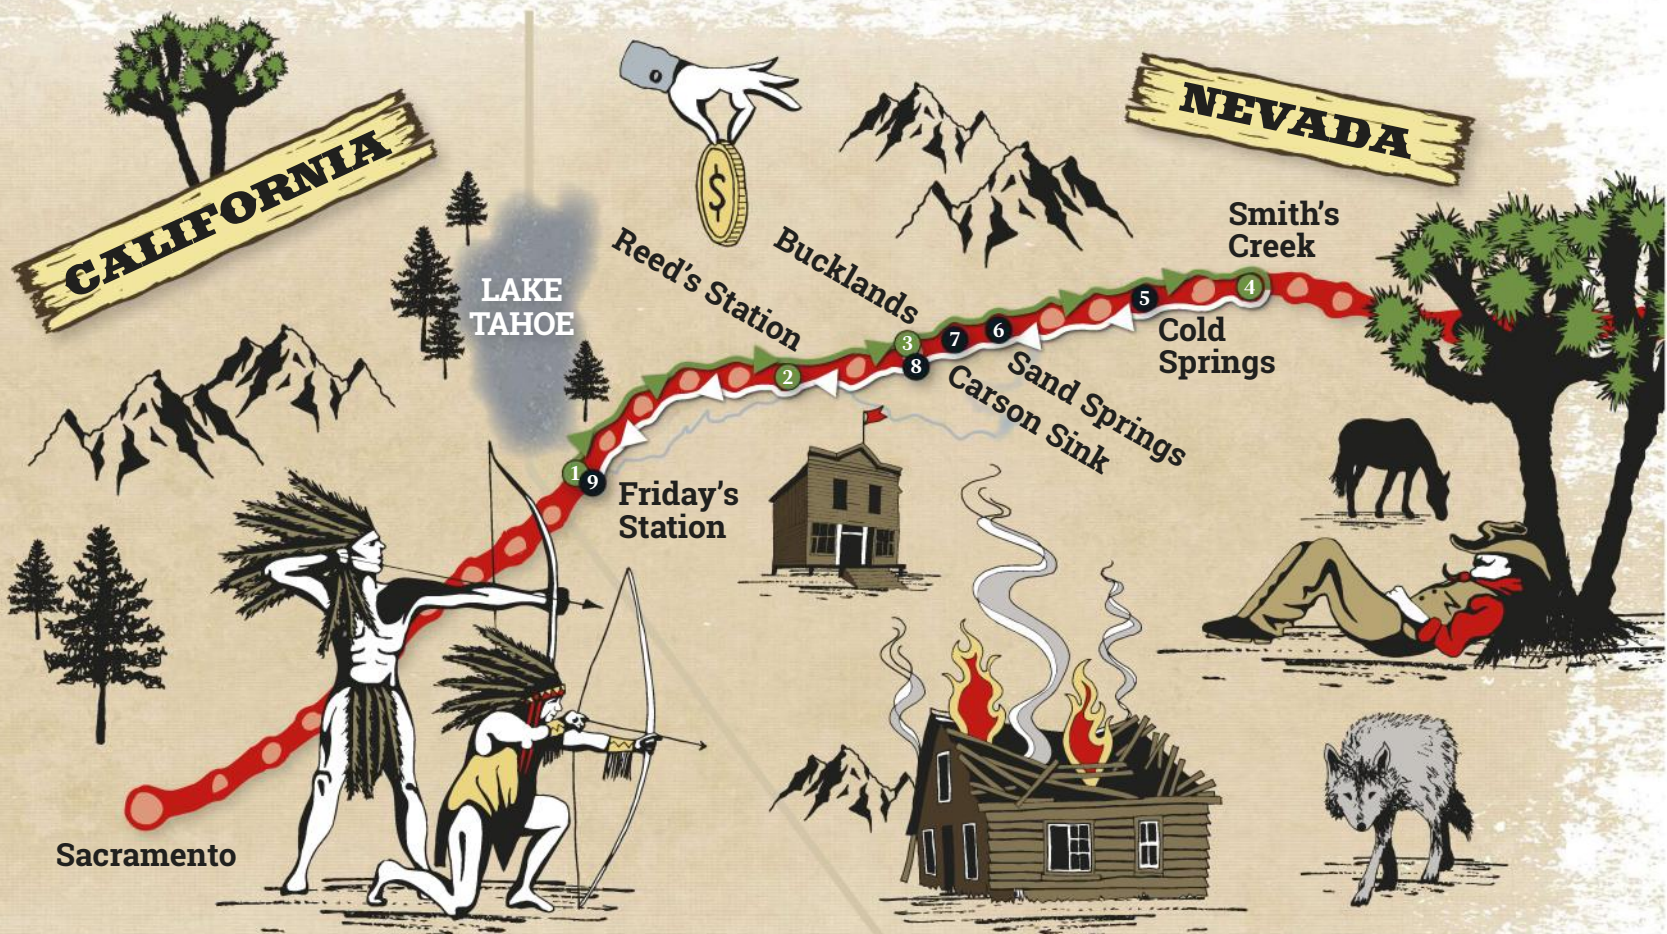 CALIFORNIA
NEVADA
$
LAKE
TAHOE
Reed's Station
Bucklands
Smith's
Creek
1
2
3
4
5
6
7
8
9
Cold
Springs
Sand Springs
Carson Sink
Friday's
Station
Sacramento